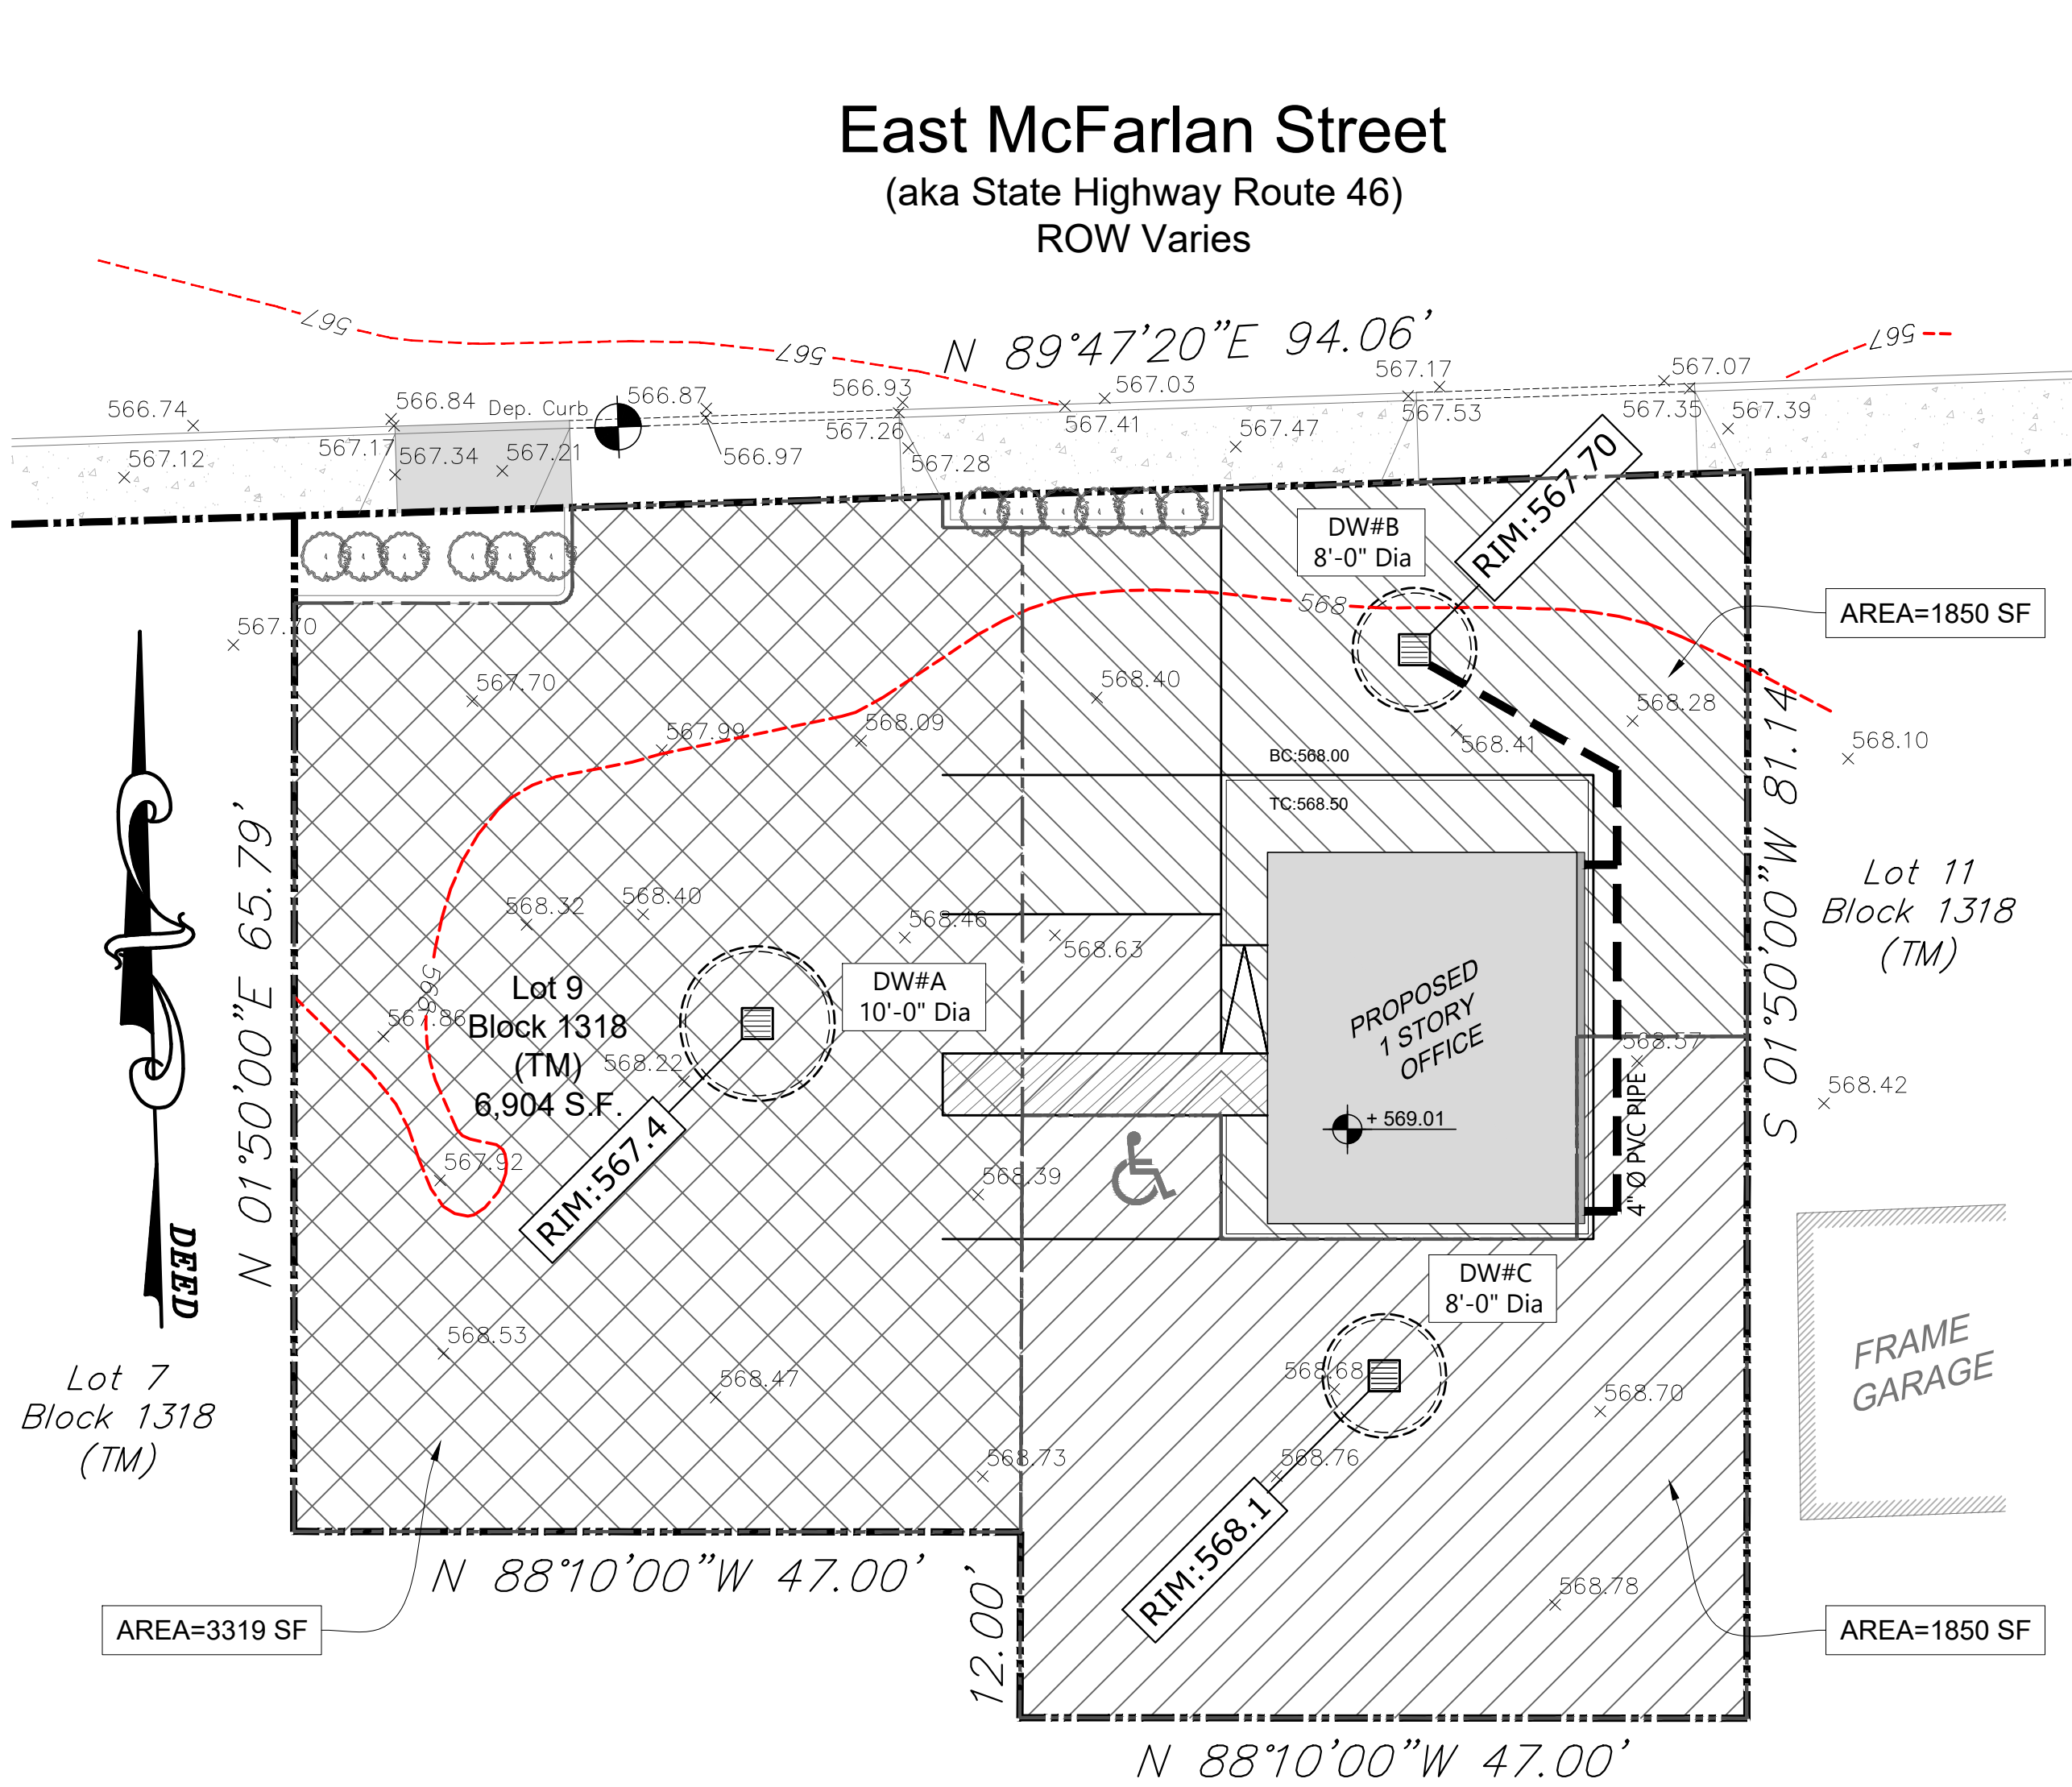 East McFarlan Street
(aka State Highway Route 46)
ROW Varies
567
567
567
N 89°47'20"E 94.06'
566.74
566.84
Dep. Curb
566.87
566.93
567.03
567.17
567.07
567.12
567.17
567.34
567.21
566.97
567.26
567.28
567.41
567.47
567.53
567.35
567.39
RIM:567.70
DW#B
8'-0" Dia
568
AREA=1850 SF
567.70
567.70
567.99
568.09
568.40
568.41
568.28
568.10
BC:568.00
TC:568.50
N 01°50'00"E 65.79'
S 01°50'00"W 81.14'
Lot 11
Block 1318
(TM)
568.32
568.40
568.46
568.63
568
DW#A
10'-0" Dia
Lot 9
Block 1318
(TM)
6,904 S.F.
567.86
568.22
PROPOSED
1 STORY
OFFICE
+ 569.01
568.57
568.42
4" Ø PVC PIPE
567.92
RIM:567.4
568.39
DEED
DW#C
8'-0" Dia
FRAME
GARAGE
568.53
568.47
568.68
568.70
Lot 7
Block 1318
(TM)
568.73
568.76
RIM:568.1
568.78
N 88°10'00"W 47.00'
12.00'
AREA=3319 SF
AREA=1850 SF
N 88°10'00"W 47.00'